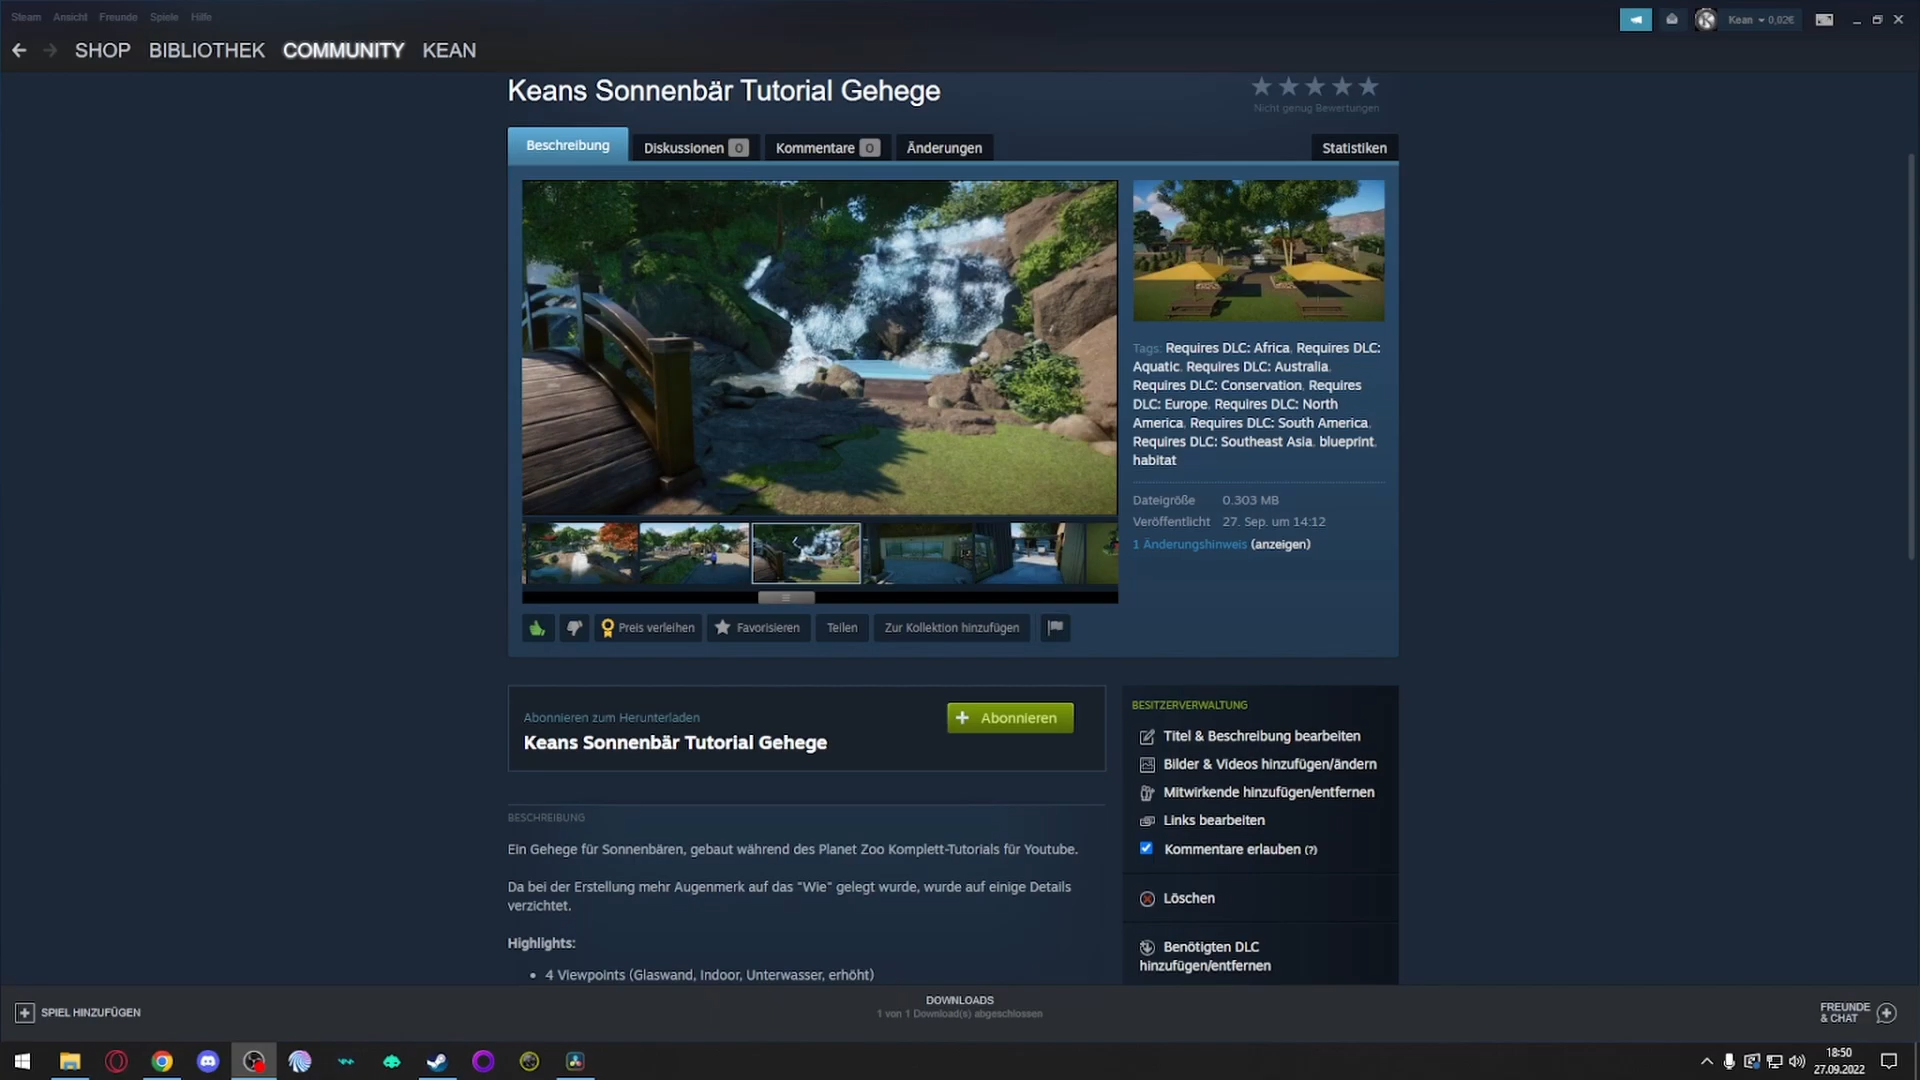 Steam Ansicht Freunde Spiele Hilfe
Kean 0,02€
SHOP BIBLIOTHEK COMMUNITY KEAN
Keans Sonnenbär Tutorial Gehege
Nicht genug Bewertungen
Beschreibung
Diskussionen 0
Kommentare 0
Änderungen
Statistiken
Tags: Requires DLC: Africa, Requires DLC:
Aquatic, Requires DLC: Australia,
Requires DLC: Conservation, Requires
DLC: Europe, Requires DLC: North
America, Requires DLC: South America,
Requires DLC: Southeast Asia, blueprint,
habitat
Dateigröße 0.303 MB
Veröffentlicht 27. Sep. um 14:12
1 Änderungshinweis (anzeigen)
Preis verleihen
Favorisieren
Teilen
Zur Kollektion hinzufügen
Abonnieren zum Herunterladen
Keans Sonnenbär Tutorial Gehege
+ Abonnieren
BESCHREIBUNG
Ein Gehege für Sonnenbären, gebaut während des Planet Zoo Komplett-Tutorials für Youtube.
Da bei der Erstellung mehr Augenmerk auf das "Wie" gelegt wurde, wurde auf einige Details
verzichtet.
Highlights:
• 4 Viewpoints (Glaswand, Indoor, Unterwasser, erhöht)
BESITZERVERWALTUNG
Titel & Beschreibung bearbeiten
Bilder & Videos hinzufügen/ändern
Mitwirkende hinzufügen/entfernen
Links bearbeiten
Kommentare erlauben (?)
Löschen
Benötigten DLC
hinzufügen/entfernen
SPIEL HINZUFÜGEN
DOWNLOADS
1 von 1 Download(s) abgeschlossen
FREUNDE
& CHAT
18:50
27.09.2022